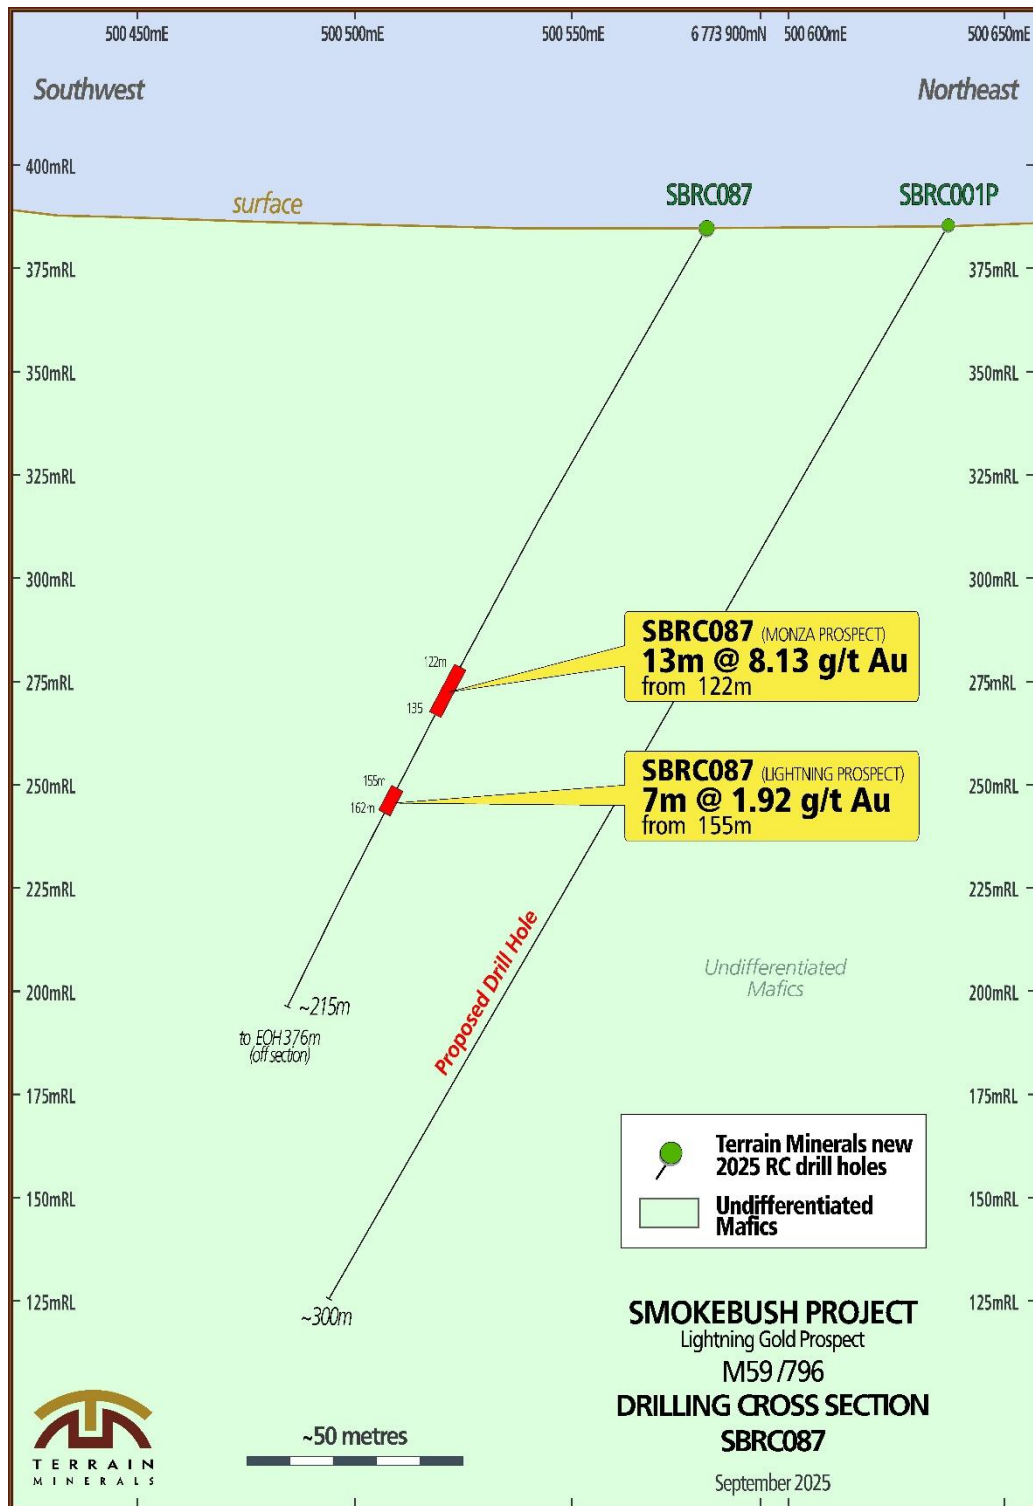 500 450mE 500 500mE 500 550mE 6 773 900mN 500 600mE 500 650mE
Southwest Northeast
400mRL
surface SBRC087 SBRC001P
375mRL 375mRL
350mRL 350mRL
325mRL 325mRL
300mRL 300mRL
SBRC087 (MONZA PROSPECT)
13m @ 8.13 g/t Au
from 122m
122m
275mRL 275mRL
135
SBRC087 (LIGHTNING PROSPECT)
7m @ 1.92 g/t Au
from 155m
155m
250mRL 250mRL
162m
225mRL 225mRL
Proposed Drill Hole
Undifferentiated
Mafics
200mRL 200mRL
~215m
to EOH 376m
(off section)
175mRL 175mRL
Terrain Minerals new
2025 RC drill holes
Undifferentiated
Mafics
150mRL 150mRL
125mRL 125mRL
~300m
SMOKEBUSH PROJECT
Lightning Gold Prospect
M59 /796
DRILLING CROSS SECTION
SBRC087
September 2025
~50 metres
TERRAIN
MINERALS